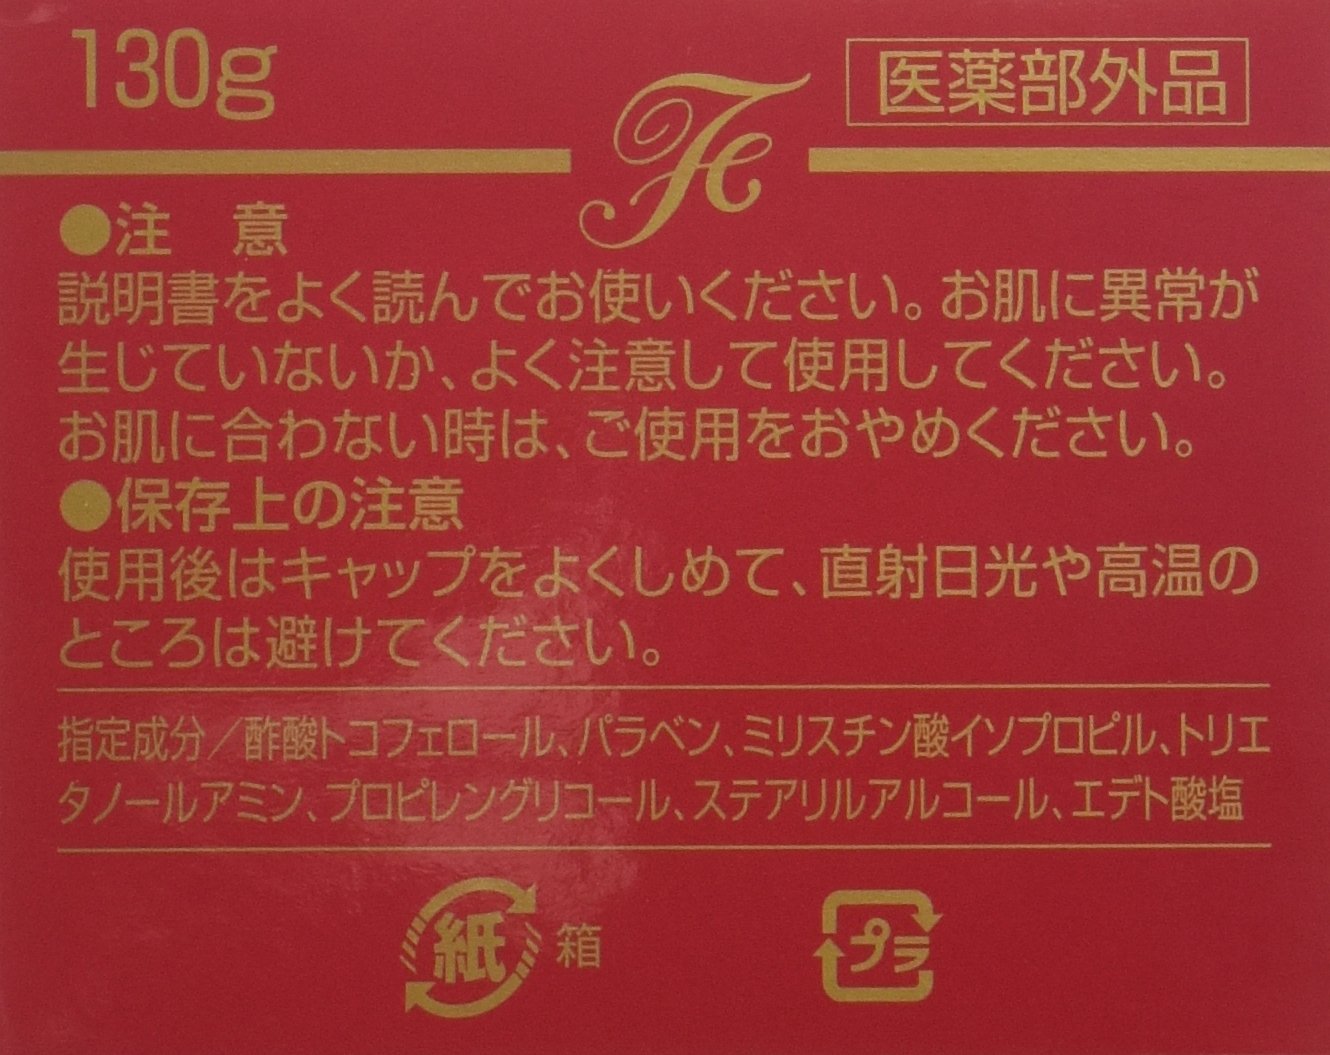 130g
医薬部外品
●注　意
説明書をよく読んでお使いください。お肌に異常が
生じていないか、よく注意して使用してください。
お肌に合わない時は、ご使用をおやめください。
●保存上の注意
使用後はキャップをよくしめて、直射日光や高温の
ところは避けてください。
指定成分／酢酸トコフェロール、パラベン、ミリスチン酸イソプロピル、トリエ
タノールアミン、プロピレングリコール、ステアリルアルコール、エデト酸塩
紙 箱
プラ